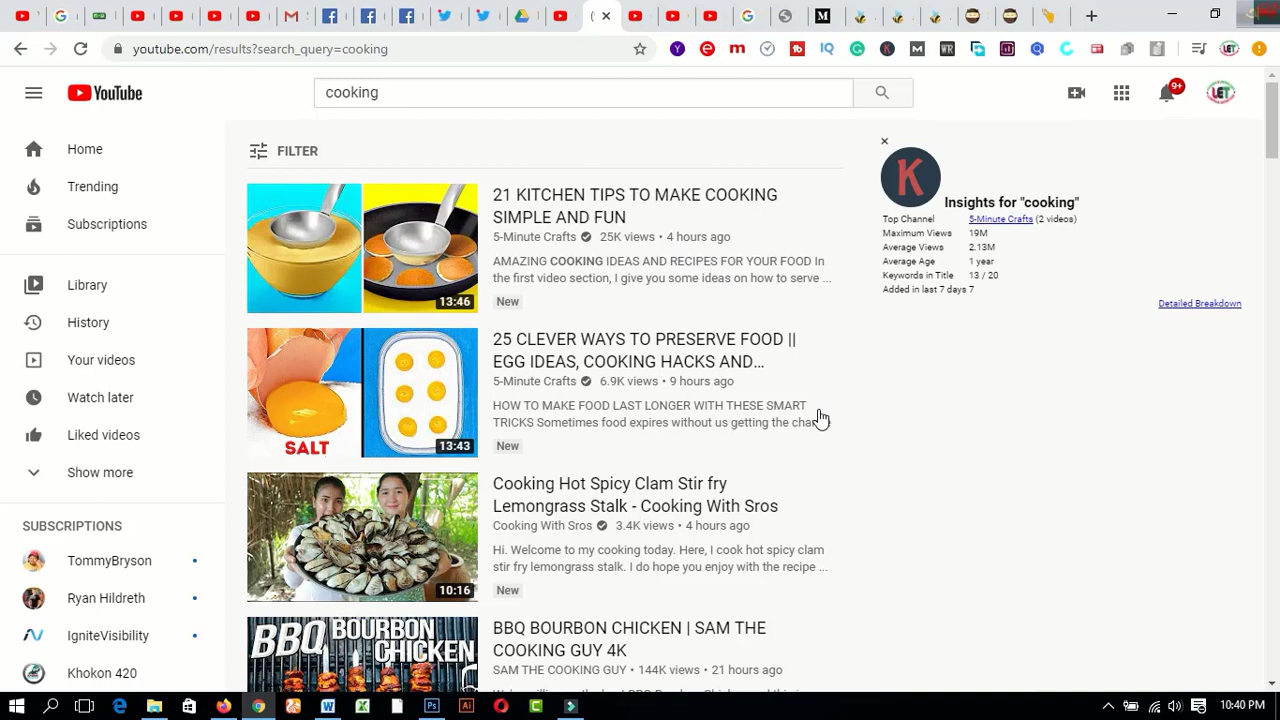 youtube.com/results?search_query=cooking
YouTube
cooking
9+
LET
Home
Trending
Subscriptions
Library
History
Your videos
Watch later
Liked videos
Show more
SUBSCRIPTIONS
TommyBryson
Ryan Hildreth
IgniteVisibility
Khokon 420
FILTER
13:46
21 KITCHEN TIPS TO MAKE COOKING
SIMPLE AND FUN
5-Minute Crafts 25K views • 4 hours ago
AMAZING COOKING IDEAS AND RECIPES FOR YOUR FOOD In
the first video section, I give you some ideas on how to serve ...
New
SALT
13:43
25 CLEVER WAYS TO PRESERVE FOOD ||
EGG IDEAS, COOKING HACKS AND...
5-Minute Crafts 6.9K views • 9 hours ago
HOW TO MAKE FOOD LAST LONGER WITH THESE SMART
TRICKS Sometimes food expires without us getting the
New
10:16
Cooking Hot Spicy Clam Stir fry
Lemongrass Stalk - Cooking With Sros
Cooking With Sros 3.4K views • 4 hours ago
Hi. Welcome to my cooking today. Here, I cook hot spicy clam
stir fry lemongrass stalk. I do hope you enjoy with the recipe ...
New
BBQ BOURBON CHICKEN
BBQ BOURBON CHICKEN | SAM THE
COOKING GUY 4K
SAM THE COOKING GUY • 144K views • 21 hours ago
K
Insights for "cooking"
Top Channel 5-Minute Crafts (2 videos)
Maximum Views 19M
Average Views 2.13M
Average Age 1 year
Keywords in Title 13 / 20
Added in last 7 days 7
Detailed Breakdown
10:40 PM